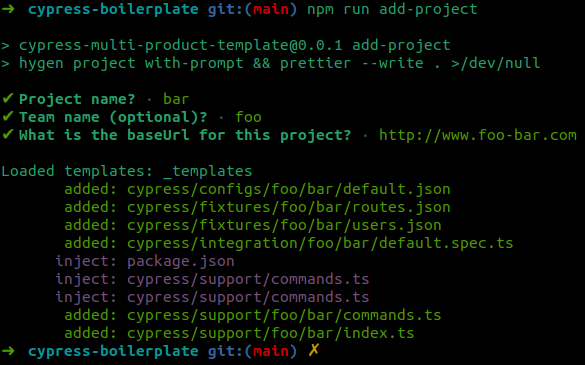 ➜ cypress-boilerplate git:(main) npm run add-project
> cypress-multi-product-template@0.0.1 add-project
> hygen project with-prompt && prettier --write . >/dev/null
✔ Project name? · bar
✔ Team name (optional)? · foo
✔ What is the baseUrl for this project? · http://www.foo-bar.com
Loaded templates: _templates
added: cypress/configs/foo/bar/default.json
added: cypress/fixtures/foo/bar/routes.json
added: cypress/fixtures/foo/bar/users.json
added: cypress/integration/foo/bar/default.spec.ts
inject: package.json
inject: cypress/support/commands.ts
inject: cypress/support/commands.ts
added: cypress/support/foo/bar/commands.ts
added: cypress/support/foo/bar/index.ts
➜ cypress-boilerplate git:(main) ✗